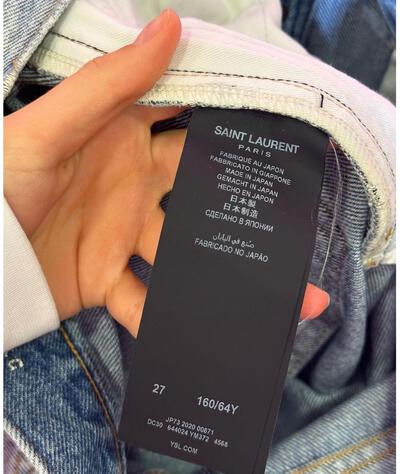 SAINT LAURENT
PARIS
FABRIQUÉ AU JAPON
FABBRICATO IN GIAPPONE
MADE IN JAPAN
GEMACHT IN JAPAN
HECHO EN JAPON
日本製
日本制造
СДЕЛАНО В ЯПОНИИ
صنع في اليابان
FABRICADO NO JAPÃO
27 160/64Y
JP73 2020 00871
DC30 644024 YM372 4568
YSL.COM